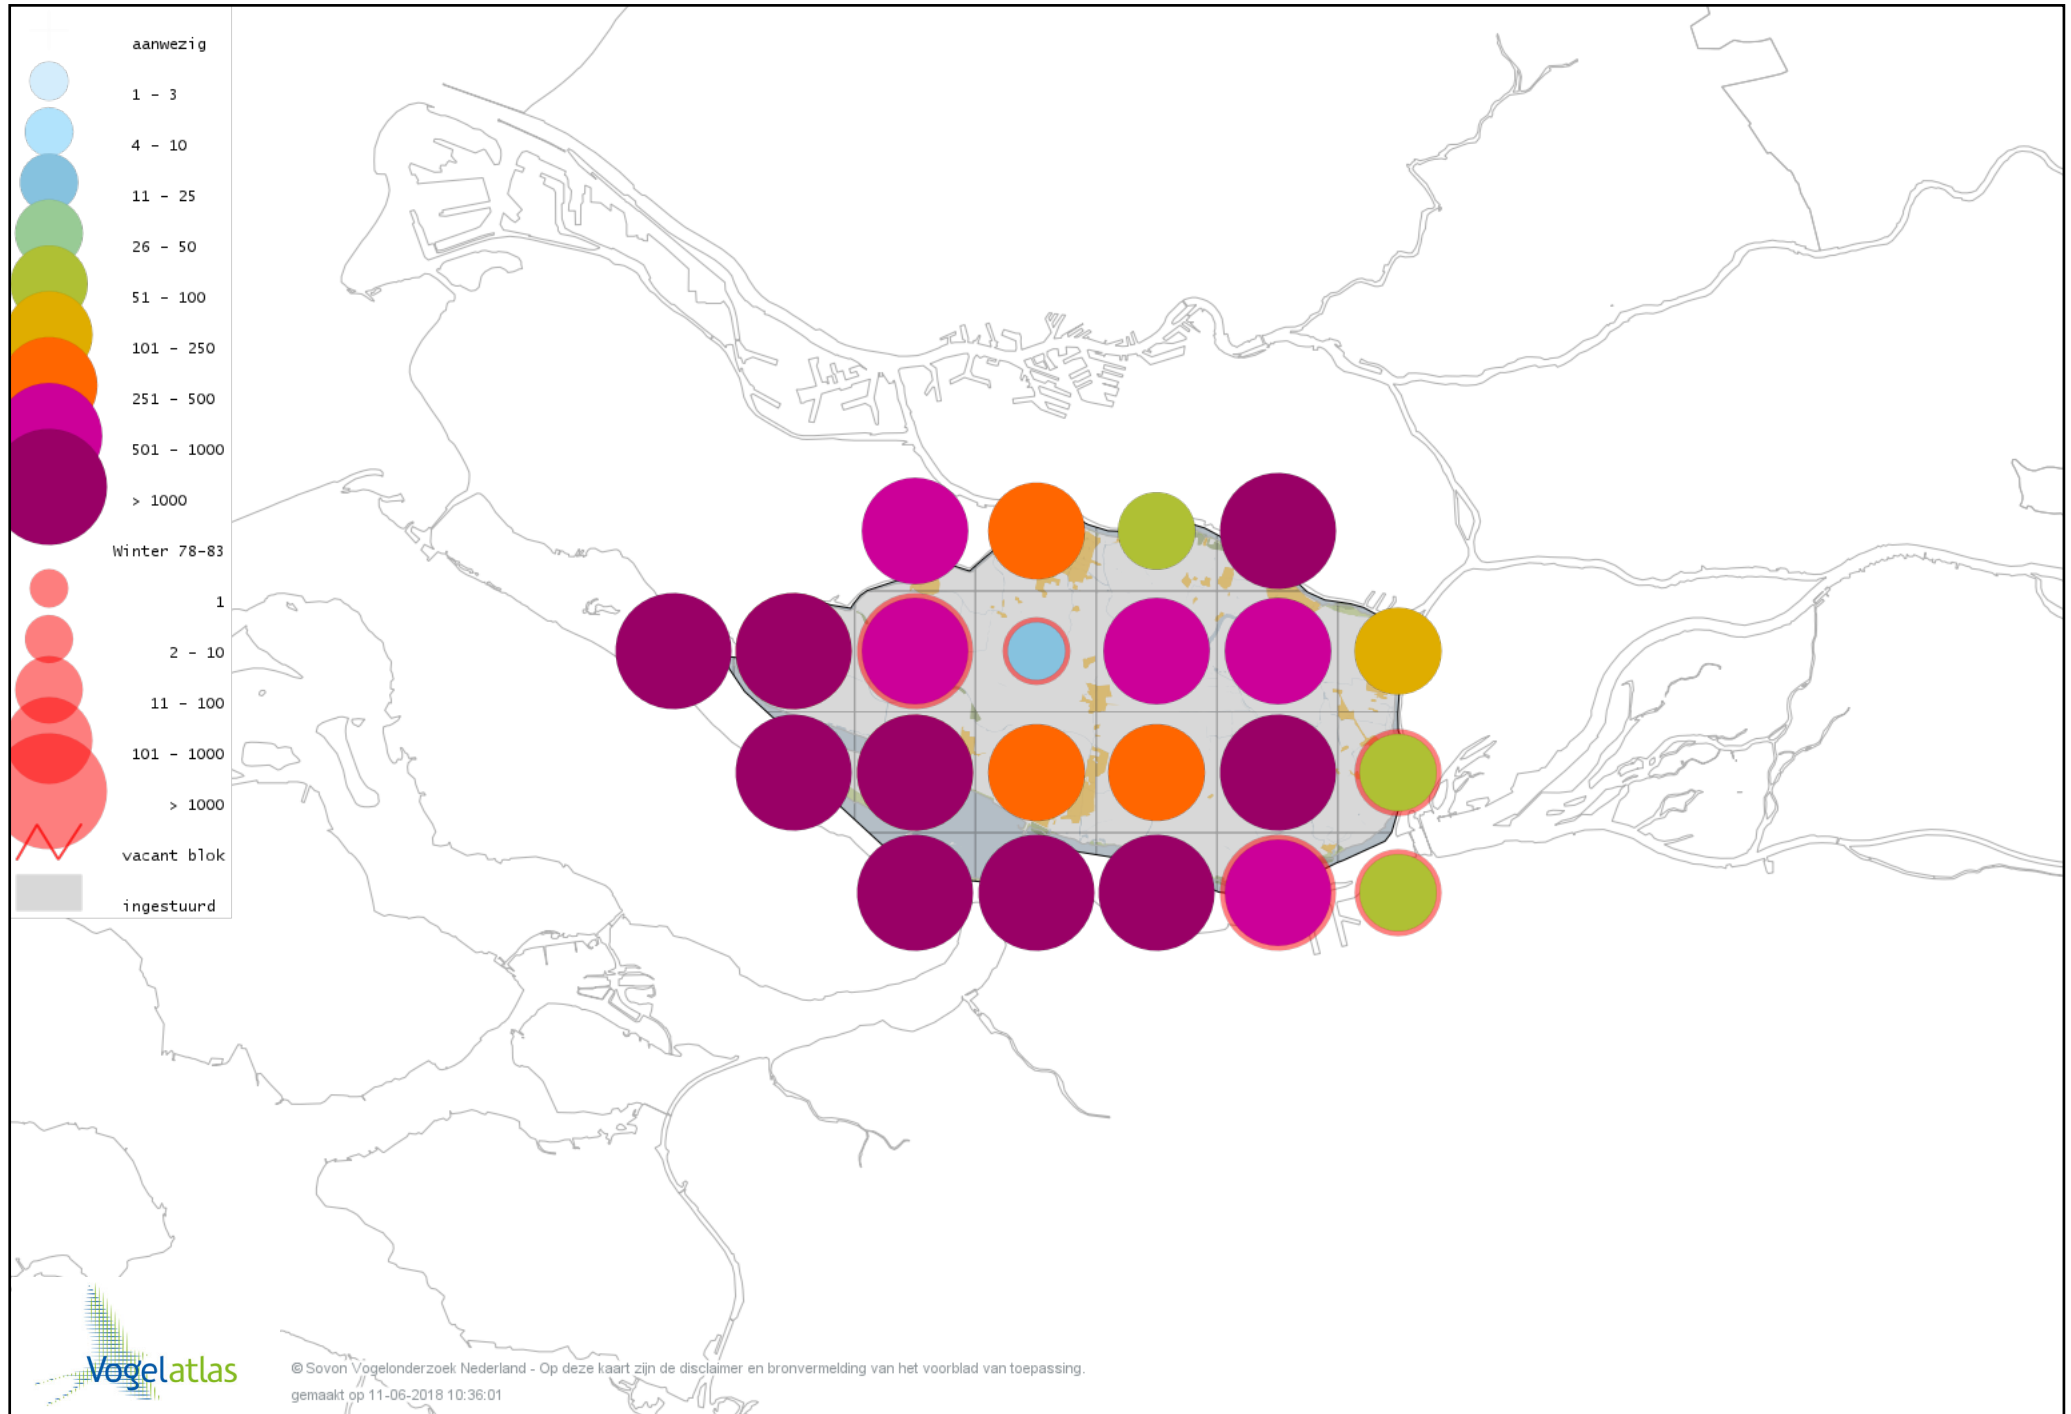 aanwezig
1 - 3
4 - 10
11 - 25
26 - 50
51 - 100
101 - 250
251 - 500
501 - 1000
> 1000
Winter 78-83
1
2 - 10
11 - 100
101 - 1000
> 1000
vacant blok
ingestuurd
Vogelatlas
© Sovon Vogelonderzoek Nederland - Op deze kaart zijn de disclaimer en bronvermelding van het voorblad van toepassing.
gemaakt op 11-06-2018 10:36:01